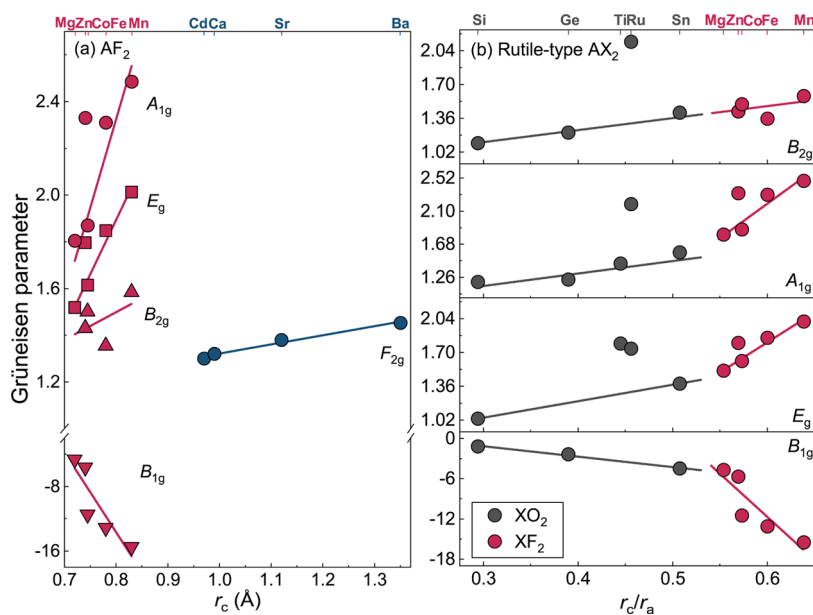 MgZnCoFe Mn CdCa Sr Ba
(a) AF2
A1g
Eg
B2g
F2g
B1g
Grüneisen parameter
2.4
2.0
1.6
1.2
-8
-16
0.7 0.8 0.9 1.0 1.1 1.2 1.3
rc (Å)
Si Ge TiRu Sn MgZnCoFe Mn
(b) Rutile-type AX2
2.04
1.70
1.36
1.02
B2g
2.52
2.10
1.68
1.26
A1g
2.04
1.70
1.36
1.02
Eg
0
-6
-12
-18
B1g
XO2
XF2
0.3 0.4 0.5 0.6
rc/ra